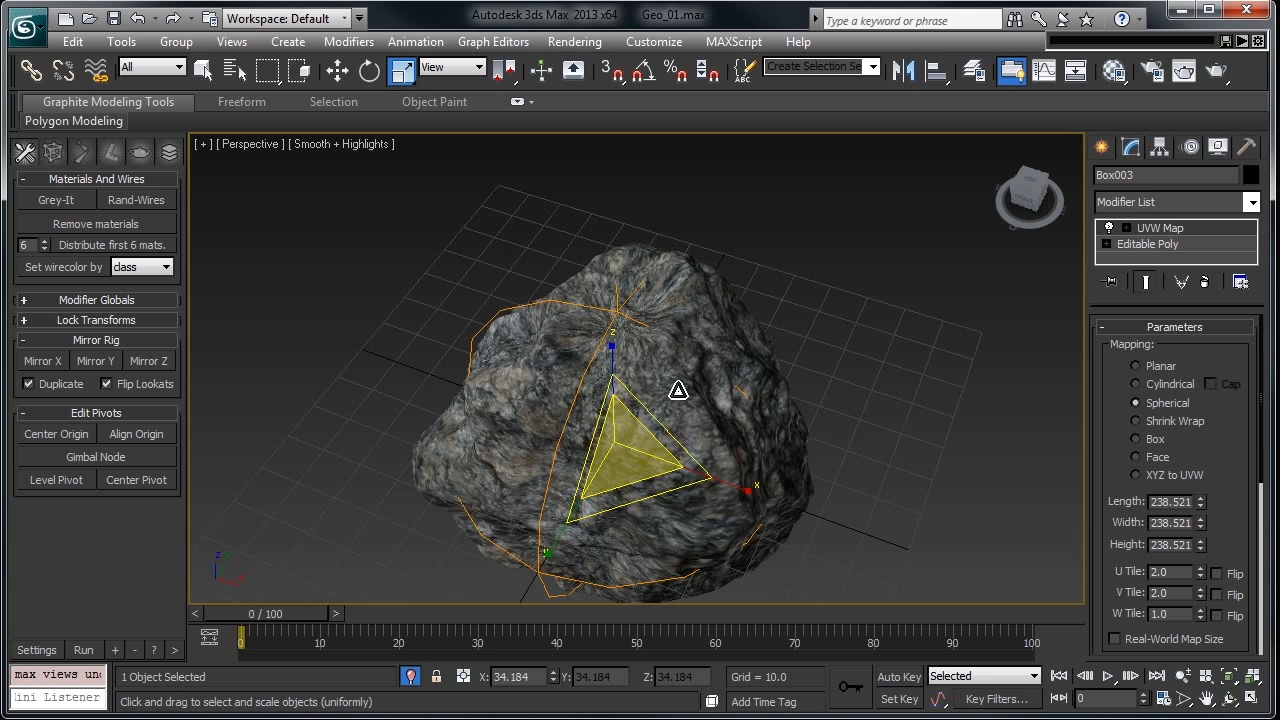 Workspace: Default
Autodesk 3ds Max 2013 x64 Geo_01.max
Type a keyword or phrase
Edit Tools Group Views Create Modifiers Animation Graph Editors Rendering Customize MAXScript Help
All
View
3
ABC
Create Selection Se
Graphite Modeling Tools Freeform Selection Object Paint
Polygon Modeling
[ + ] [ Perspective ] [ Smooth + Highlights ]
- Materials And Wires
Grey-It Rand-Wires
Remove materials
6 Distribute first 6 mats.
Set wirecolor by class
+ Modifier Globals
+ Lock Transforms
- Mirror Rig
Mirror X Mirror Y Mirror Z
Duplicate Flip Lookats
- Edit Pivots
Center Origin Align Origin
Gimbal Node
Level Pivot Center Pivot
Settings Run + - ? >
TOP
z
x
z
Box003
Modifier List
UVW Map
Editable Poly
- Parameters
Mapping:
Planar
Cylindrical Cap
Spherical
Shrink Wrap
Box
Face
XYZ to UVW
Length: 238.521
Width: 238.521
Height: 238.521
U Tile: 2.0 Flip
V Tile: 2.0 Flip
W Tile: 1.0 Flip
Real-World Map Size
< 0 / 100 >
0 10 20 30 40 50 60 70 80 90 100
max views und
ini Listener
1 Object Selected
X: 34.184 Y: 34.184 Z: 34.184
Grid = 10.0
Auto Key Selected
Click and drag to select and scale objects (uniformly)
Add Time Tag
Set Key Key Filters...
0